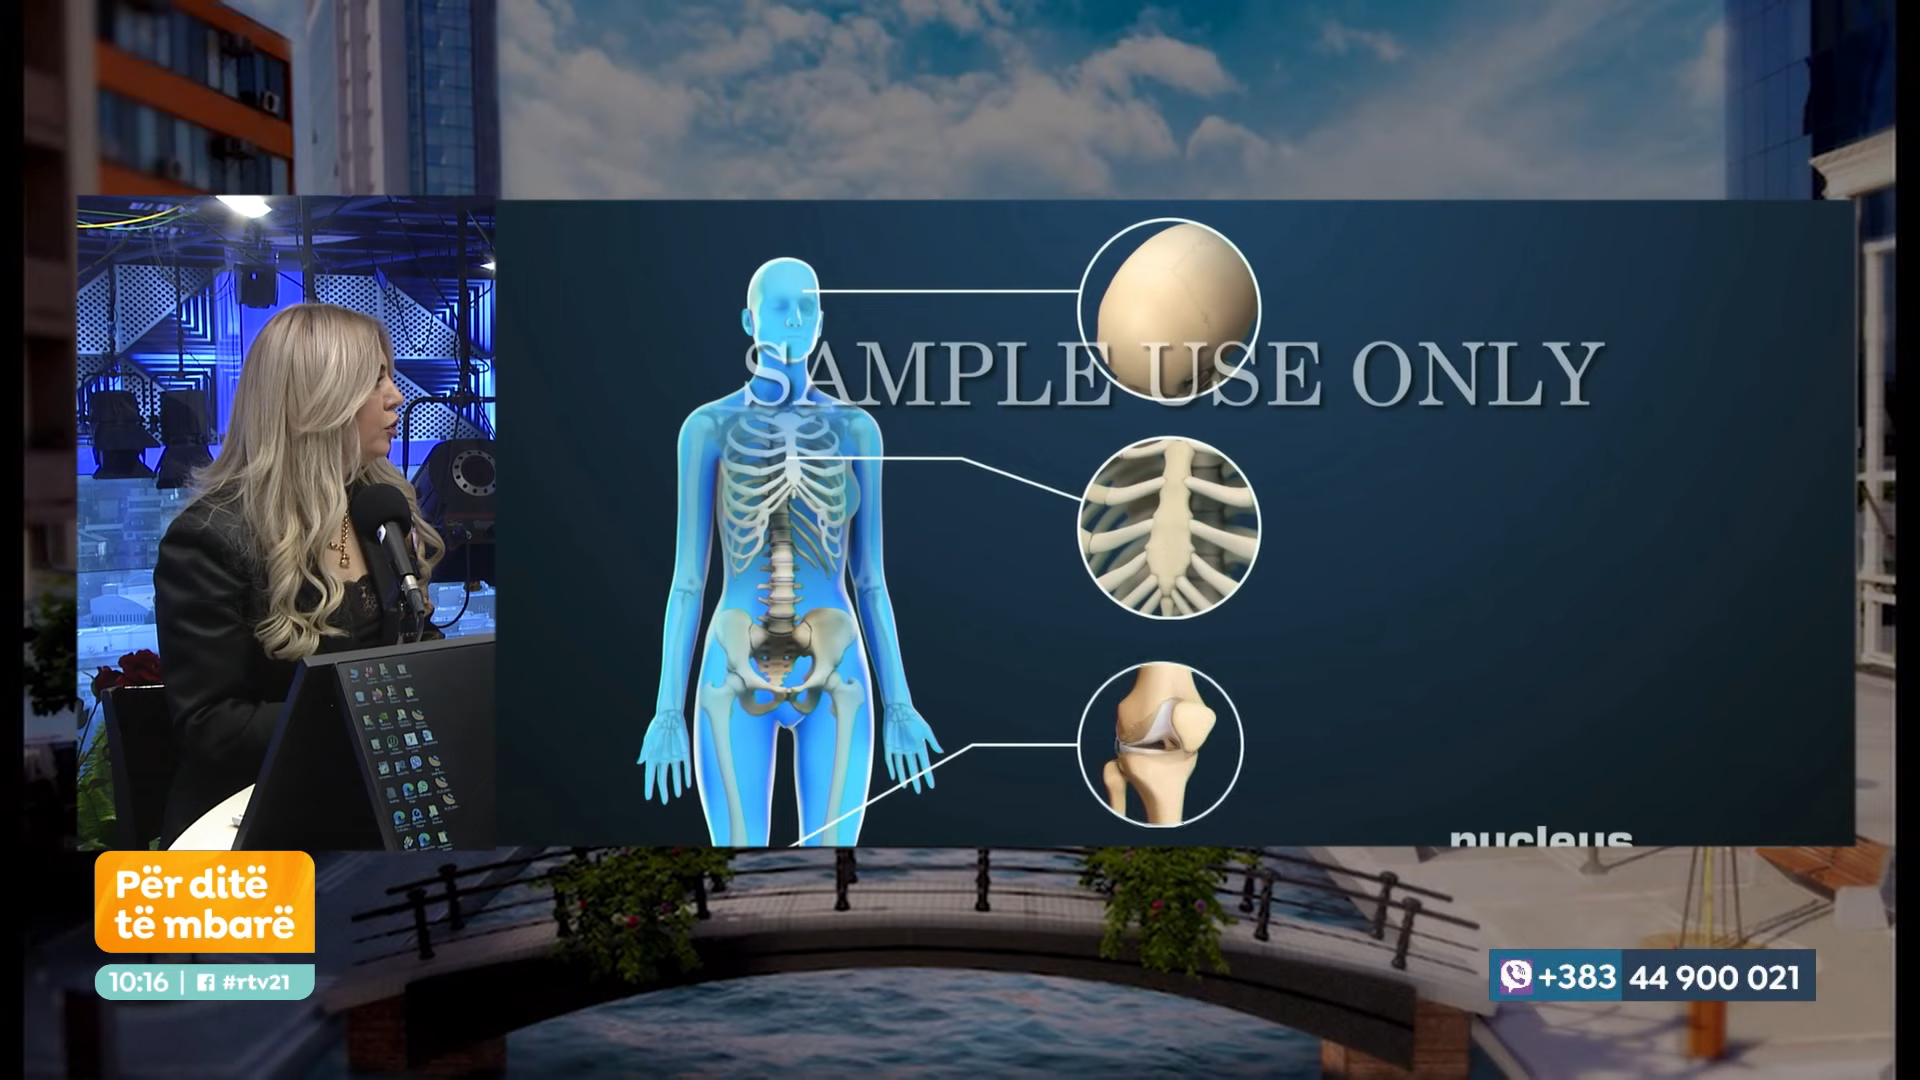 SAMPLE USE ONLY
nucleus
Për ditë
të mbarë
10:16 | #rtv21
+383 44 900 021